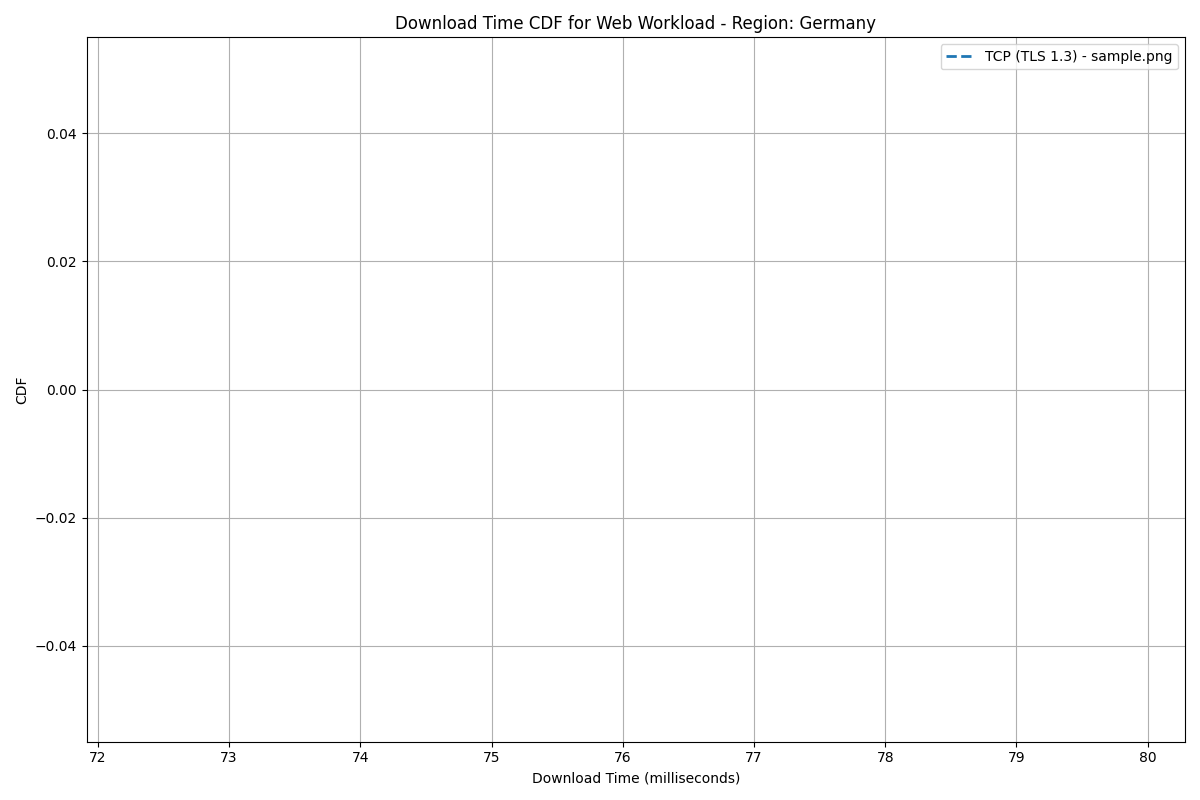 Download Time CDF for Web Workload - Region: Germany
TCP (TLS 1.3) - sample.png
0.04
0.02
0.00
−0.02
−0.04
CDF
72 73 74 75 76 77 78 79 80
Download Time (milliseconds)